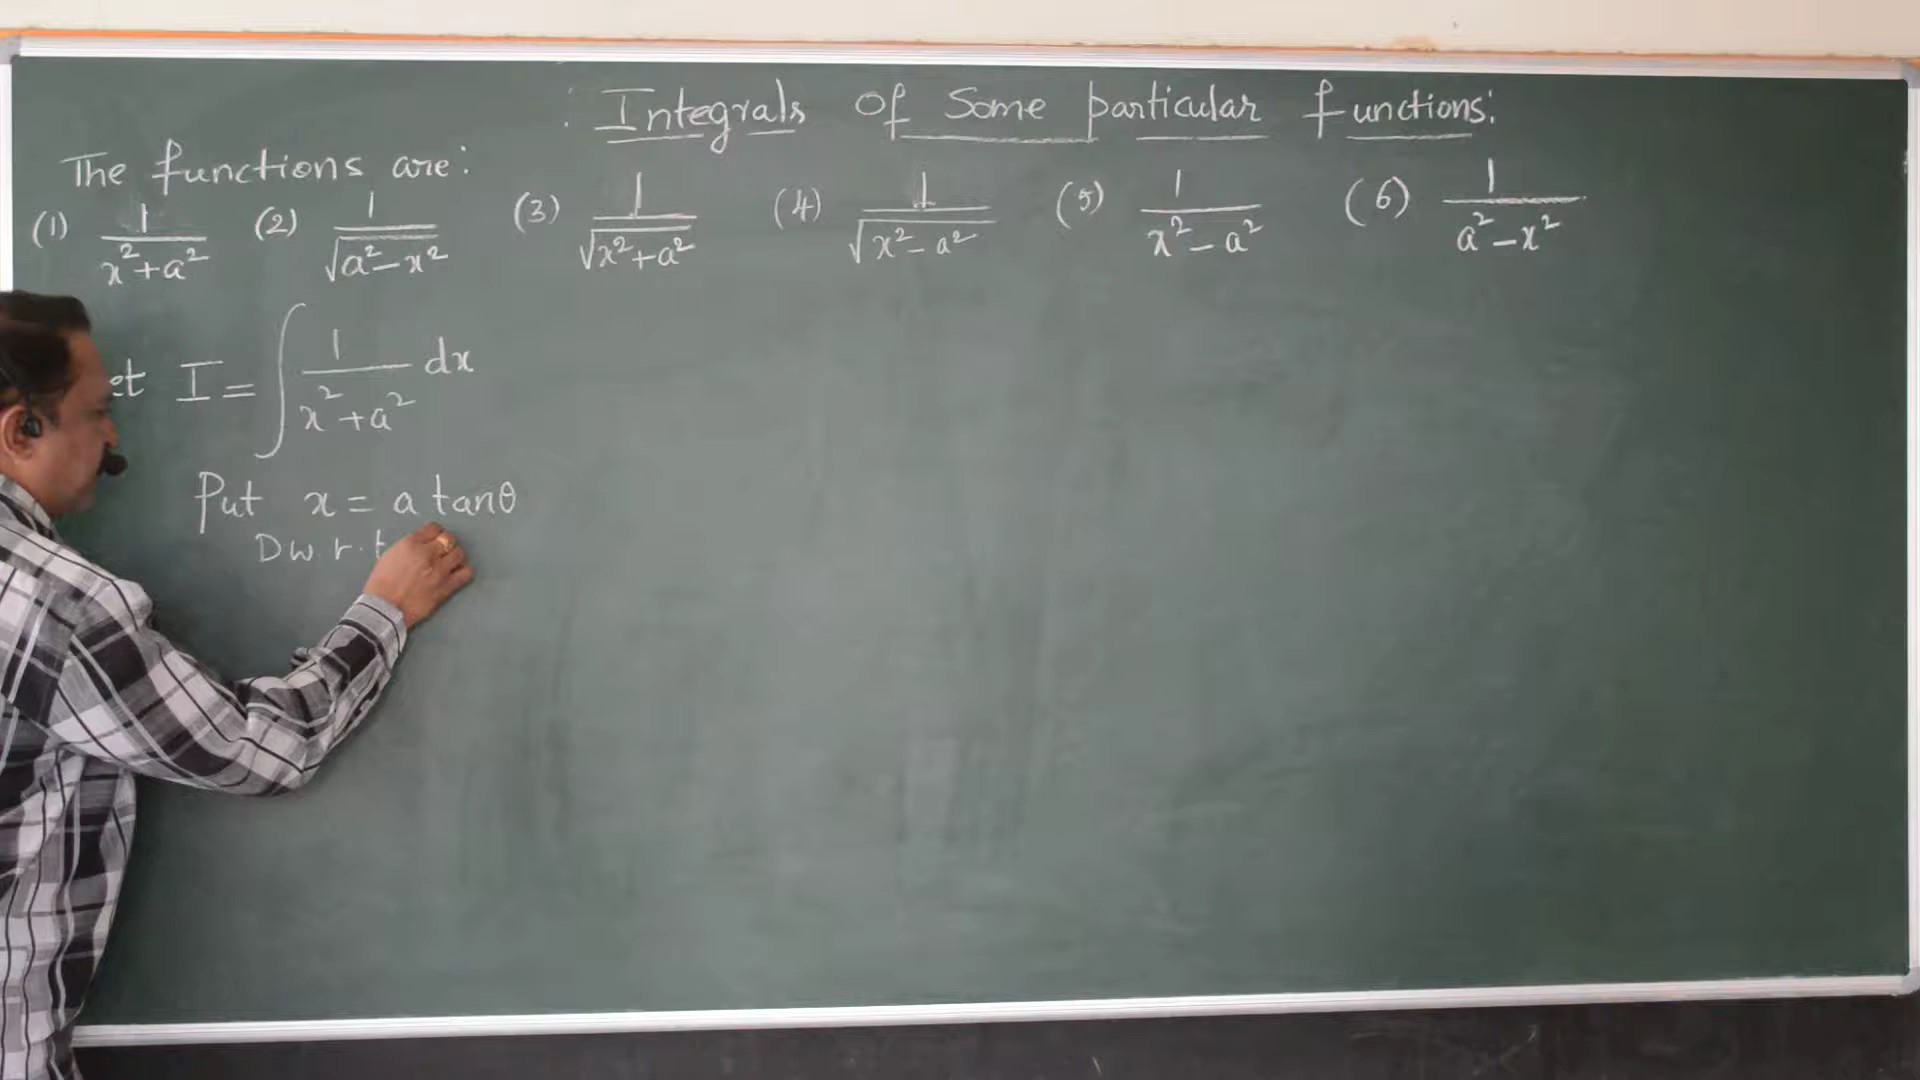 Integrals Of Some particular functions:
The functions are:
(1) 1/(x²+a²) (2) 1/√(a²-x²) (3) 1/√(x²+a²) (4) 1/√(x²-a²) (5) 1/(x²-a²) (6) 1/(a²-x²)
et I = ∫ 1/(x²+a²) dx
Put x = a tanθ
D w.r.t